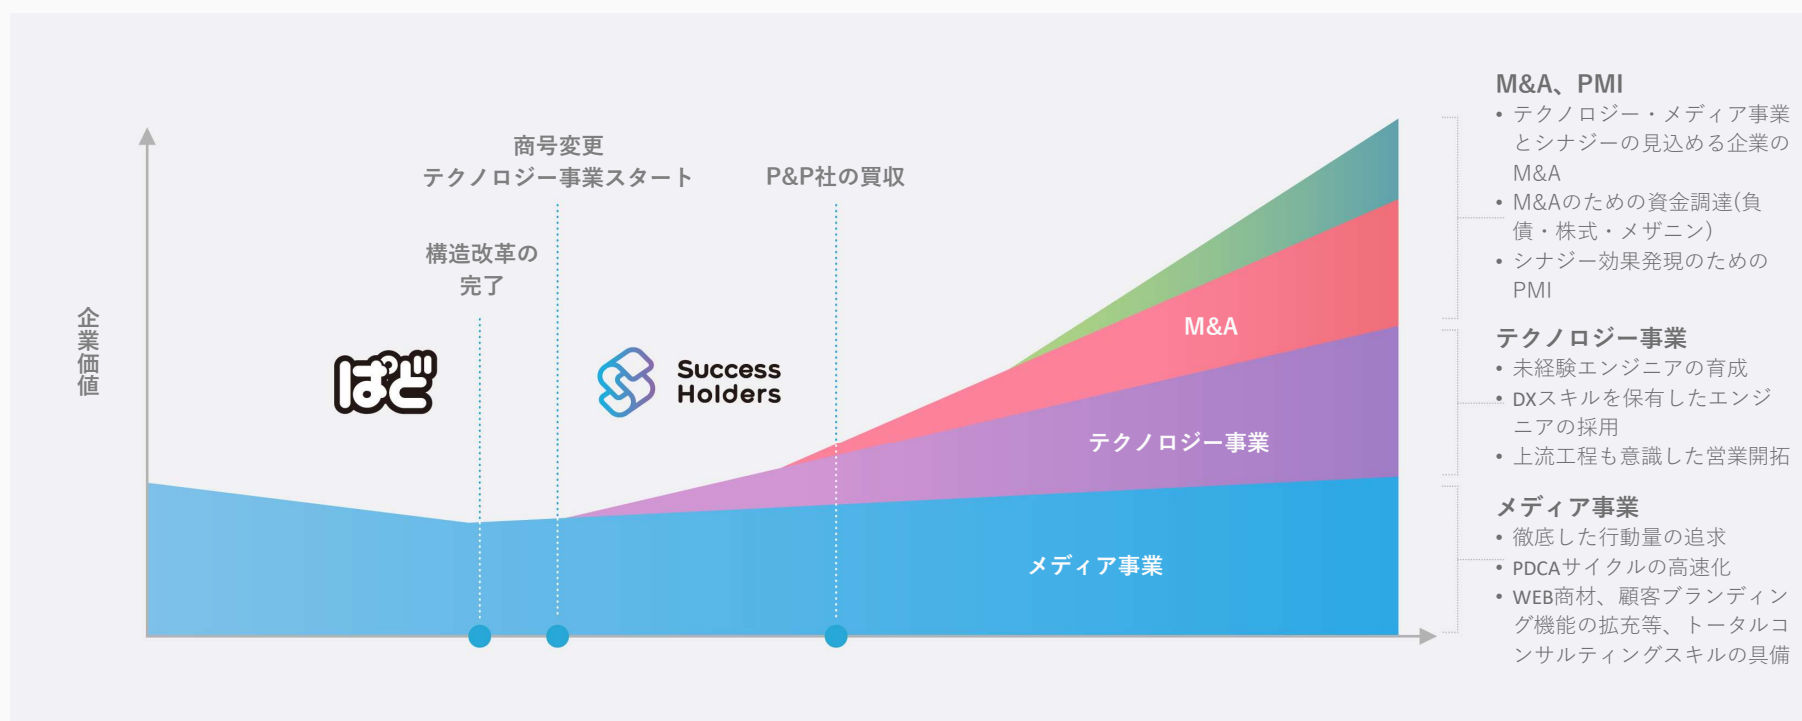 商号変更
テクノロジー事業スタート
P&P社の買収
構造改革の
完了
企業価値
ぱど
Success
Holders
M&A
テクノロジー事業
メディア事業
M&A、PMI
• テクノロジー・メディア事業
とシナジーの見込める企業の
M&A
• M&Aのための資金調達(負
債・株式・メザニン)
• シナジー効果発現のための
PMI
テクノロジー事業
• 未経験エンジニアの育成
• DXスキルを保有したエンジ
ニアの採用
• 上流工程も意識した営業開拓
メディア事業
• 徹底した行動量の追求
• PDCAサイクルの高速化
• WEB商材、顧客ブランディン
グ機能の拡充等、トータルコ
ンサルティングスキルの具備